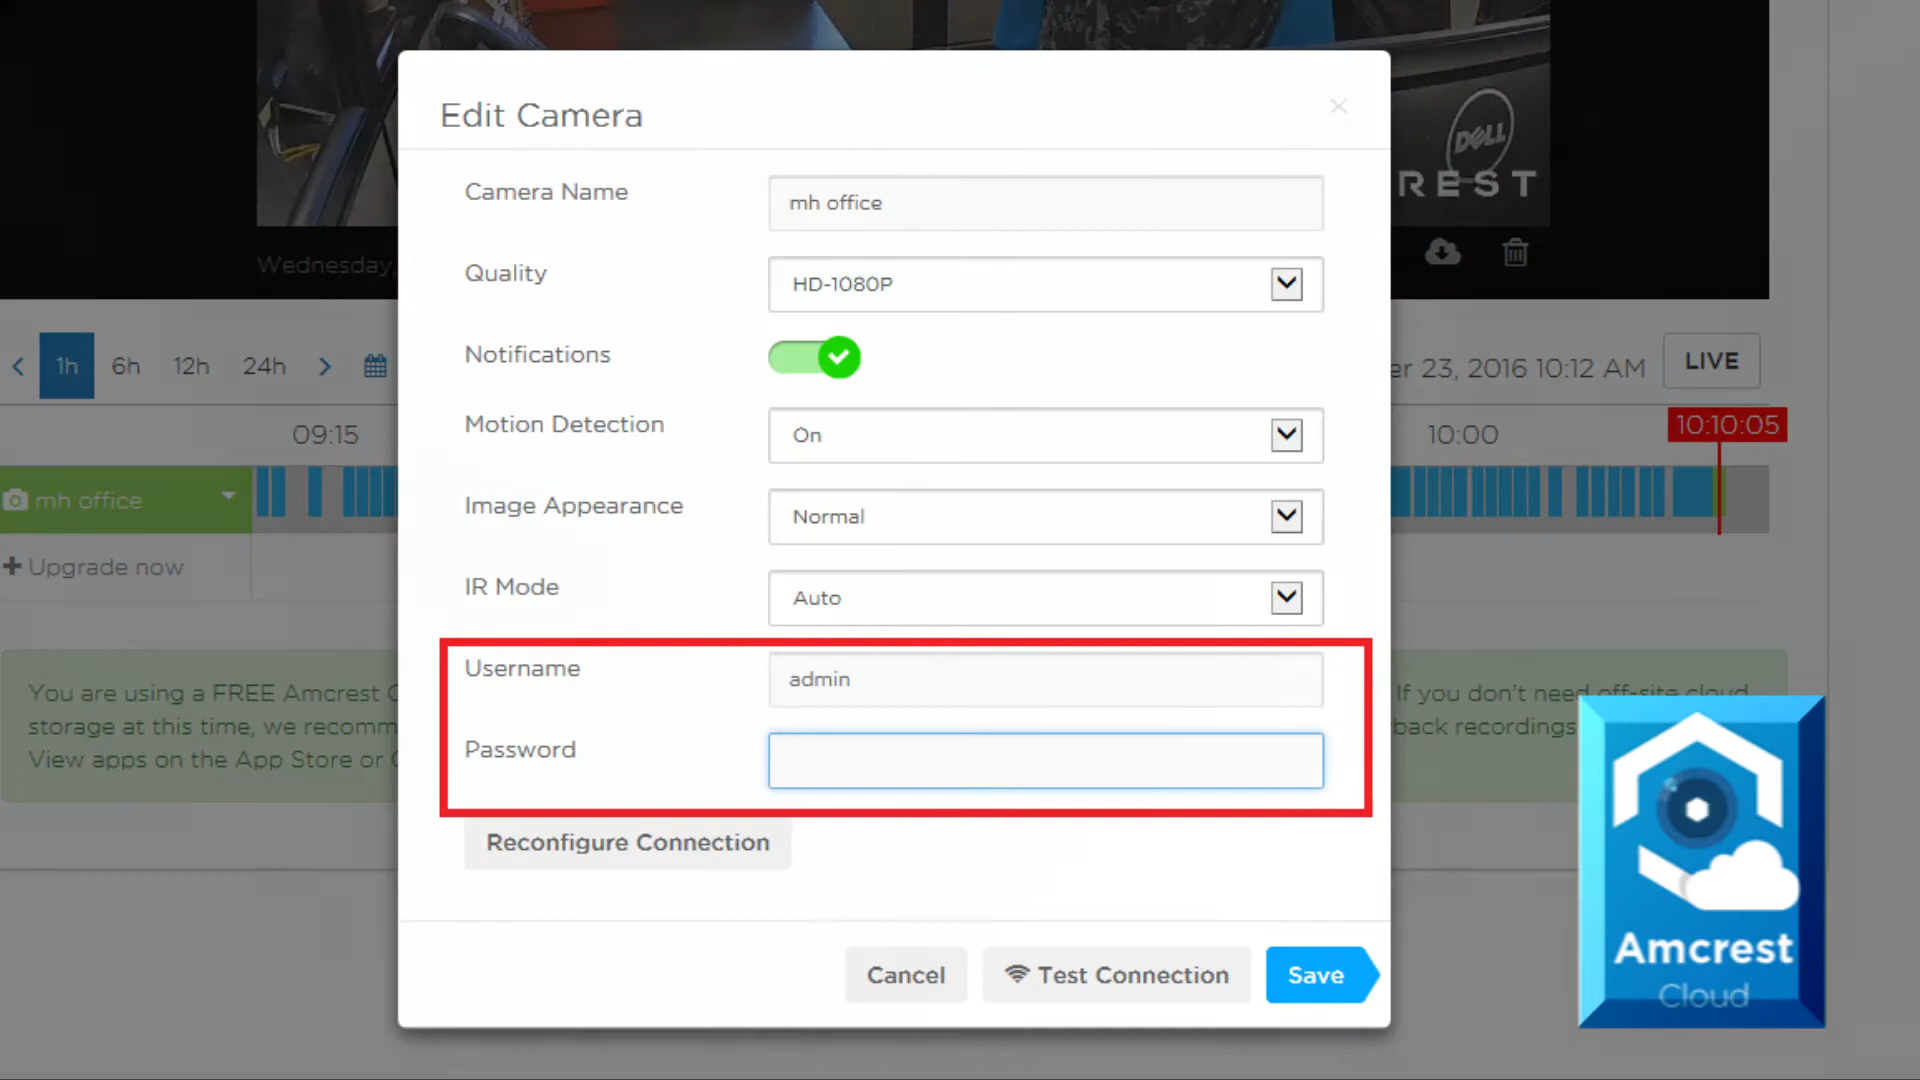 DELL
REST
Edit Camera
×
Camera Name
mh office
Quality
HD-1080P
Notifications
Motion Detection
On
Image Appearance
Normal
IR Mode
Auto
Username
admin
Password
Reconfigure Connection
Cancel
Test Connection
Save
Wednesday,
1h 6h 12h 24h
er 23, 2016 10:12 AM
LIVE
09:15
10:00
10:10:05
mh office
Upgrade now
You are using a FREE Amcrest C
storage at this time, we recomm
View apps on the App Store or
If you don't need off-site cloud
back recordings
Amcrest
Cloud